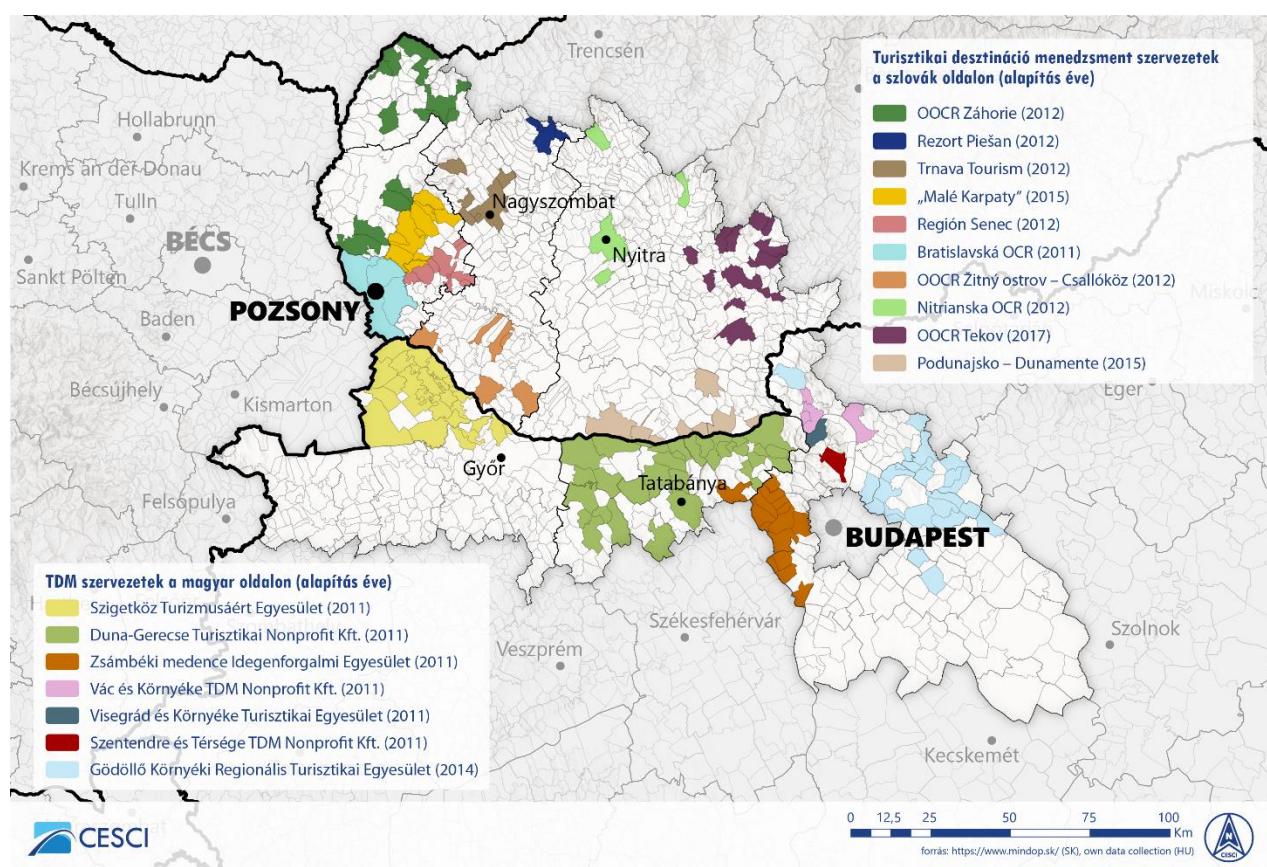 Trencsén
Turisztikai desztináció menedzsment szervezetek
a szlovák oldalon (alapítás éve)
OOCR Záhorie (2012)
Rezort Piešan (2012)
Trnava Tourism (2012)
„Malé Karpaty“ (2015)
Región Senec (2012)
Bratislavská OCR (2011)
OOCR Žitný ostrov – Csallóköz (2012)
Nitrianska OCR (2012)
OOCR Tekov (2017)
Podunajsko – Dunamente (2015)
Hollabrunn
Krems an der Donau
Tulln
BÉCS
Sankt Pölten
Nagyszombat
Nyitra
Miskolc
POZSONY
Baden
Bécsújhely
Kismarton
Eger
Győr
Tatabánya
Felsőpulya
BUDAPEST
TDM szervezetek a magyar oldalon (alapítás éve)
Szigetköz Turizmusáért Egyesület (2011)
Duna-Gerecse Turisztikai Nonprofit Kft. (2011)
Zsámbéki medence Idegenforgalmi Egyesület (2011)
Vác és Környéke TDM Nonprofit Kft. (2011)
Visegrád és Környéke Turisztikai Egyesület (2011)
Szentendre és Térsége TDM Nonprofit Kft. (2011)
Gödöllő Környéki Regionális Turisztikai Egyesület (2014)
Székesfehérvár
Veszprém
Szolnok
Kecskemét
CESCI
0 12,5 25 50 75 100
Km
forrás: https://www.mindop.sk/ (SK), own data collection (HU)
CESCI